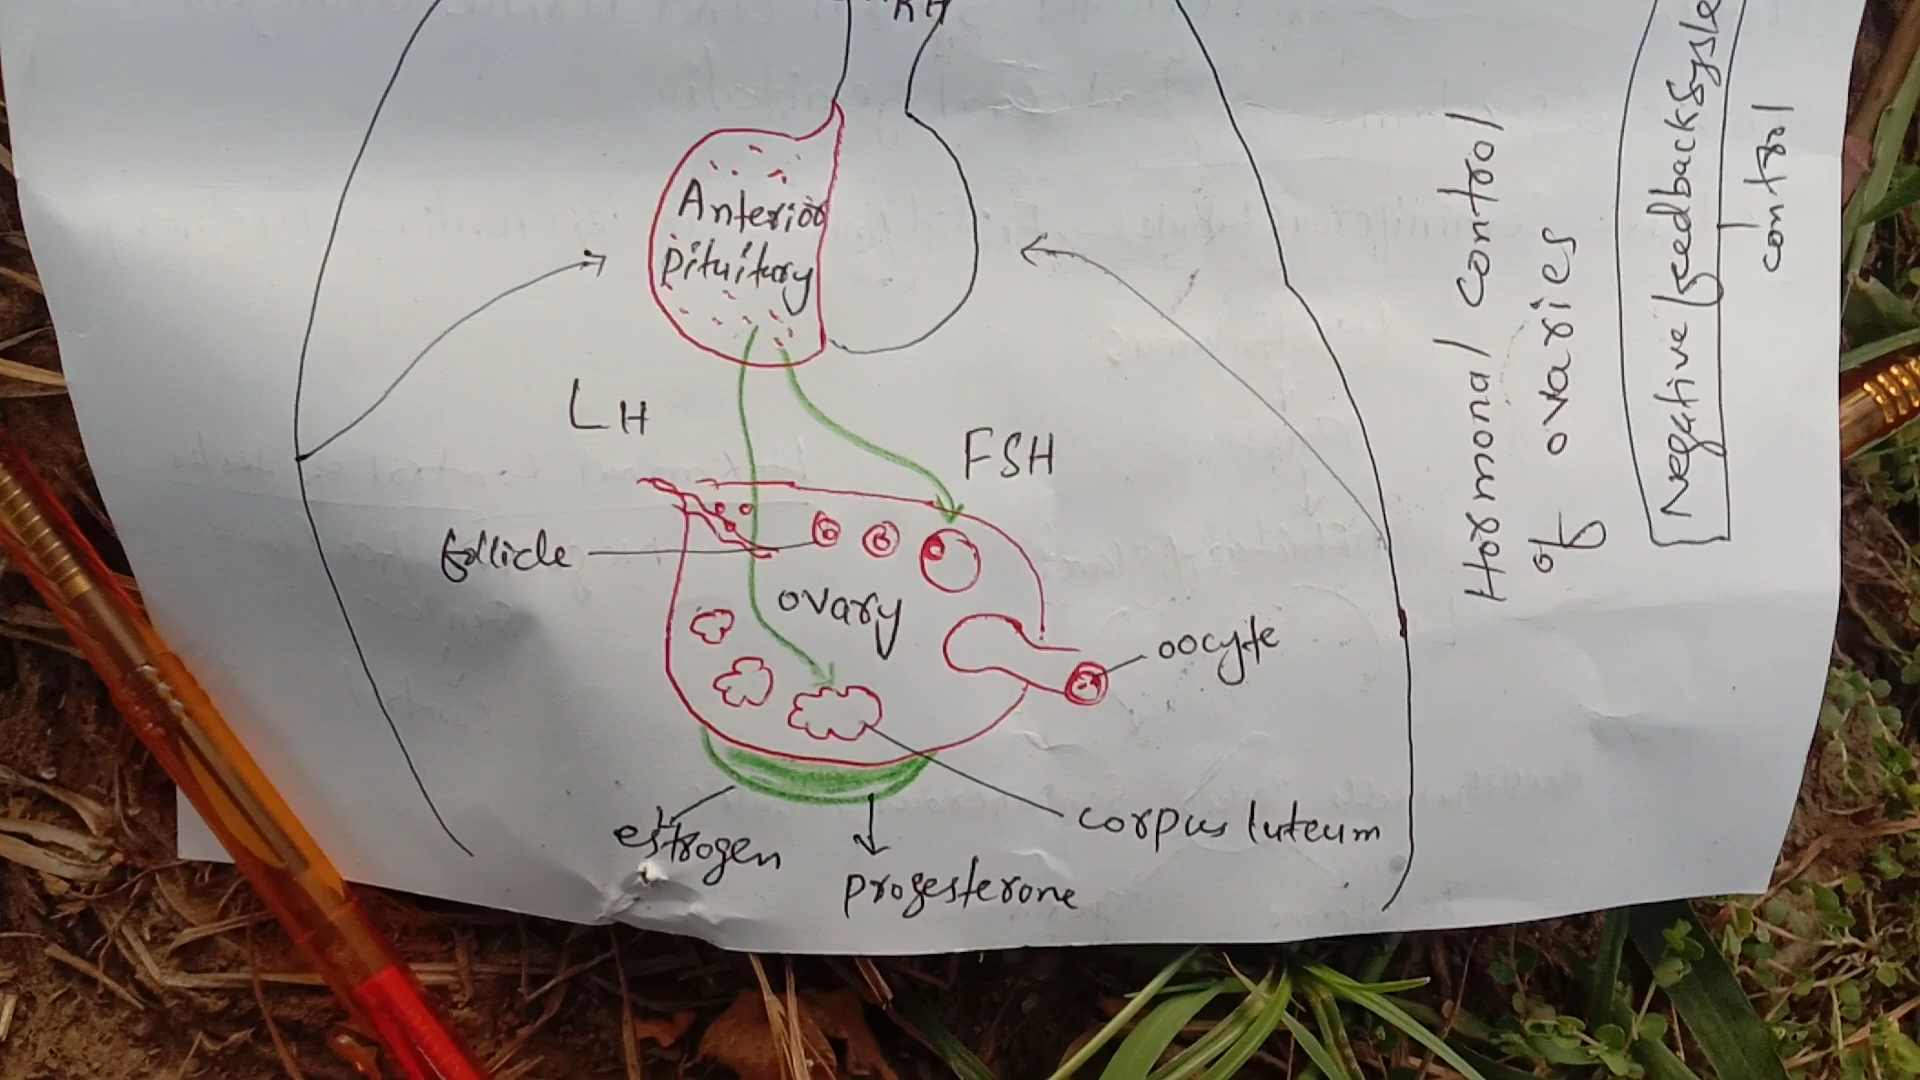 Anterior
pituitary
LH
FSH
follicle
ovary
oocyte
estrogen
corpus luteum
progesterone
Hormonal control
of ovaries
Negative feedback
control